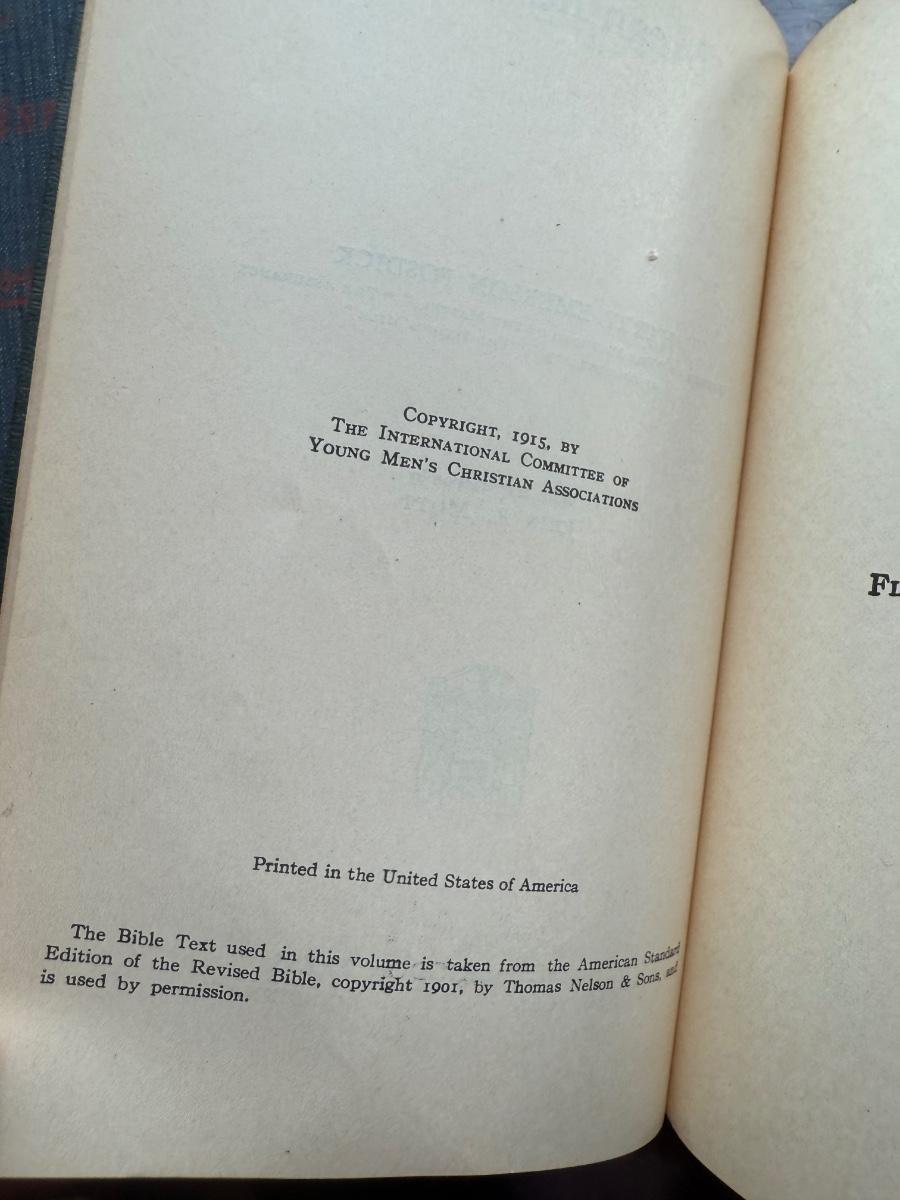 COPYRIGHT, 1915, BY
THE INTERNATIONAL COMMITTEE OF
YOUNG MEN'S CHRISTIAN ASSOCIATIONS
Printed in the United States of America
The Bible Text used in this volume is taken from the American Standard
Edition of the Revised Bible, copyright 1901, by Thomas Nelson & Sons, and
is used by permission.
FL